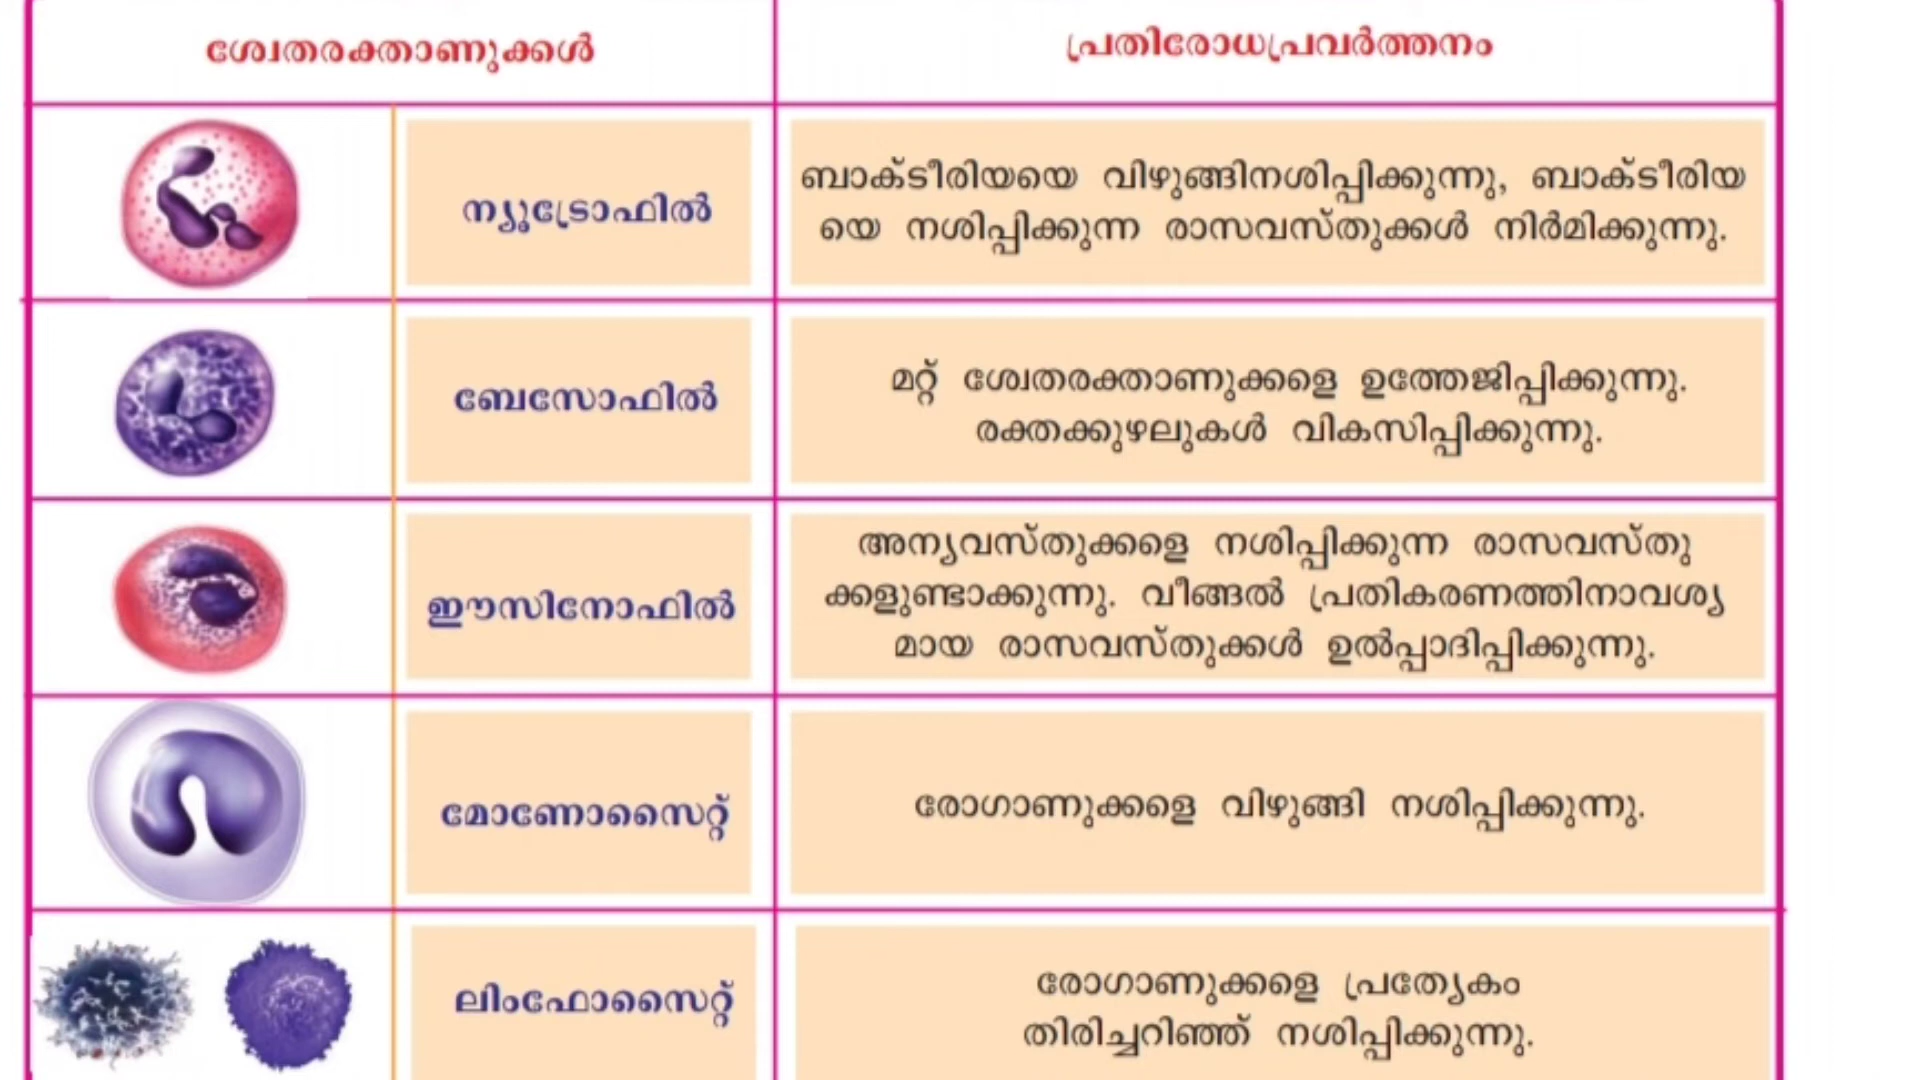 ശ്വേതരക്താണുക്കൾ
പ്രതിരോധപ്രവർത്തനം
ന്യൂട്രോഫിൽ
ബാക്ടീരിയയെ വിഴുങ്ങിനശിപ്പിക്കുന്നു, ബാക്ടീരിയ
യെ നശിപ്പിക്കുന്ന രാസവസ്തുക്കൾ നിർമിക്കുന്നു.
ബേസോഫിൽ
മറ്റ് ശ്വേതരക്താണുക്കളെ ഉത്തേജിപ്പിക്കുന്നു.
രക്തക്കുഴലുകൾ വികസിപ്പിക്കുന്നു.
ഈസിനോഫിൽ
അന്യവസ്തുക്കളെ നശിപ്പിക്കുന്ന രാസവസ്തു
ക്കളുണ്ടാക്കുന്നു. വീങ്ങൽ പ്രതികരണത്തിനാവശ്യ
മായ രാസവസ്തുക്കൾ ഉൽപ്പാദിപ്പിക്കുന്നു.
മോണോസൈറ്റ്
രോഗാണുക്കളെ വിഴുങ്ങി നശിപ്പിക്കുന്നു.
ലിംഫോസൈറ്റ്
രോഗാണുക്കളെ പ്രത്യേകം
തിരിച്ചറിഞ്ഞ് നശിപ്പിക്കുന്നു.